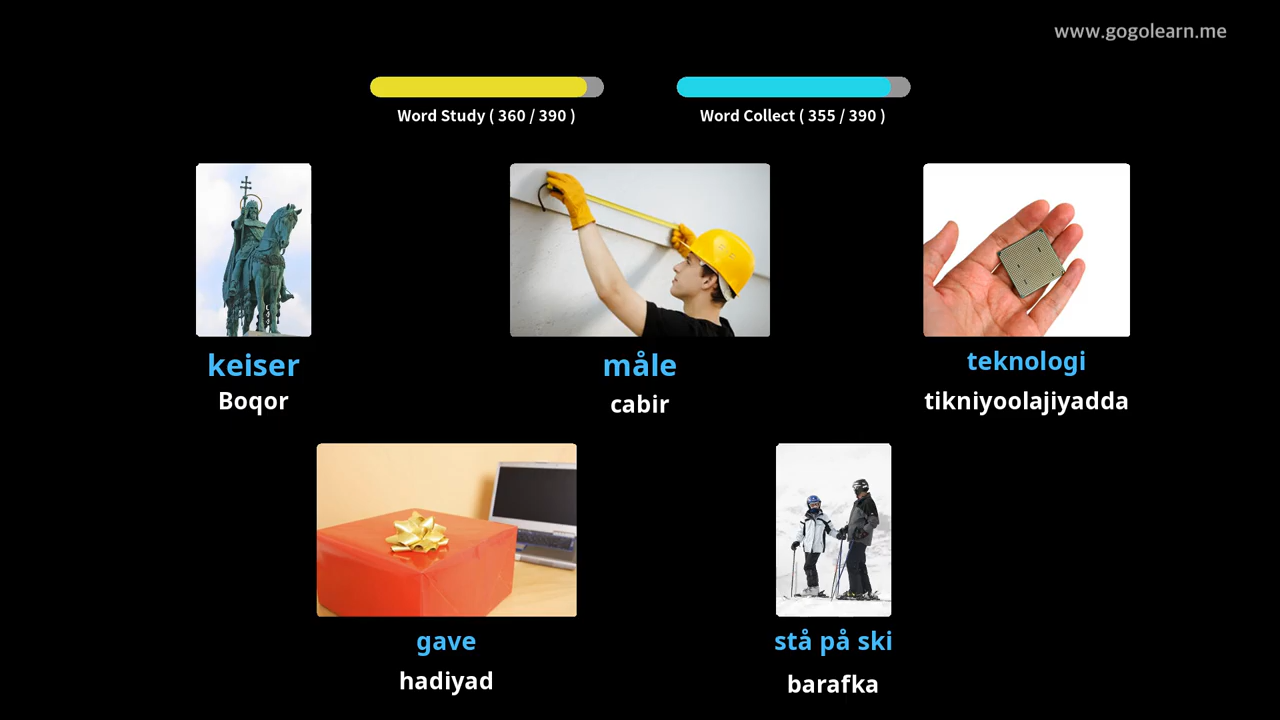 www.gogolearn.me
Word Study ( 360 / 390 )
Word Collect ( 355 / 390 )
keiser
Boqor
måle
cabir
teknologi
tikniyoolajiyadda
gave
hadiyad
stå på ski
barafka